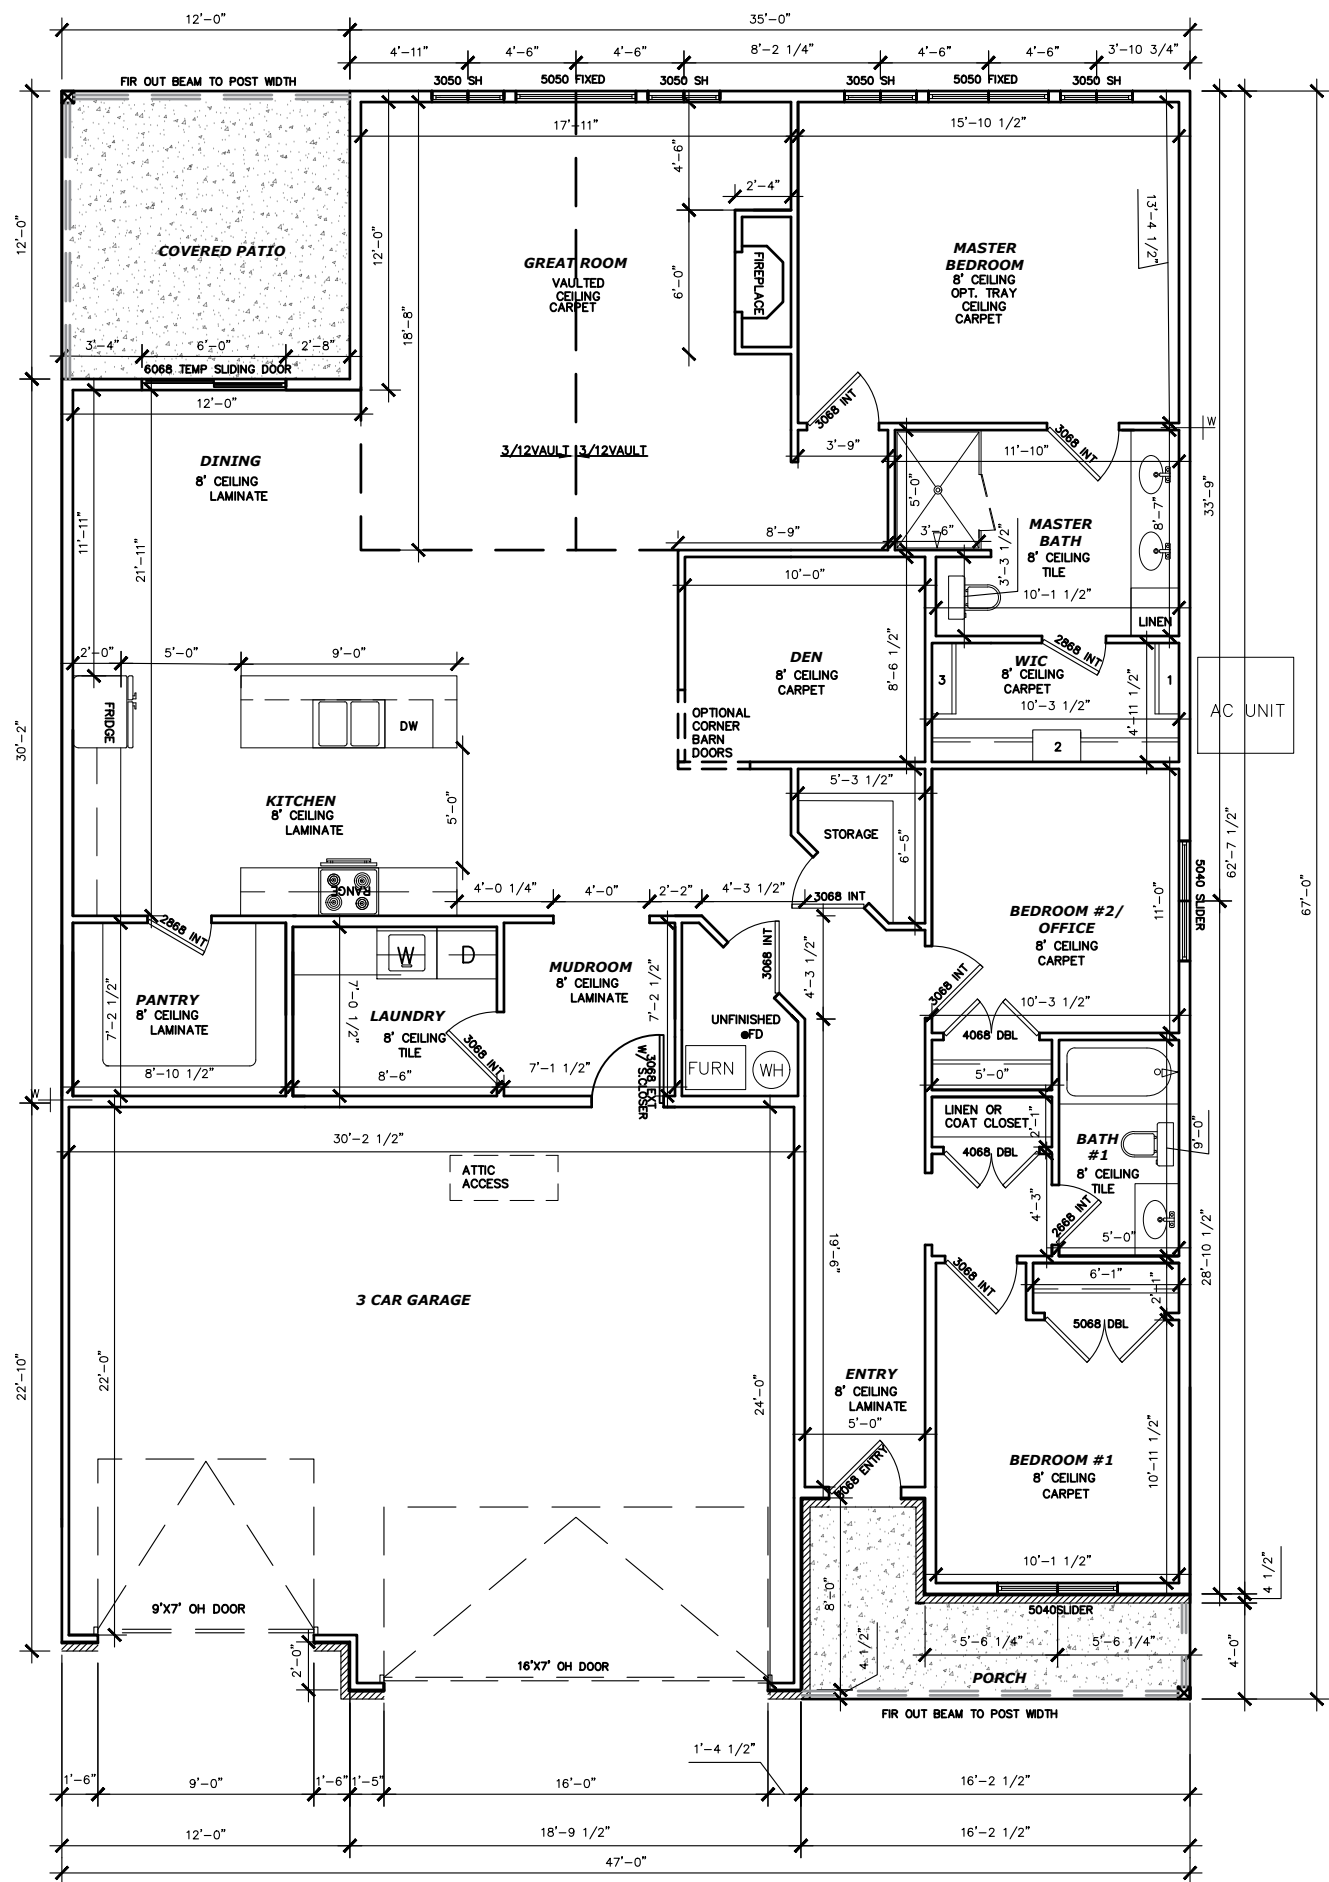 12'-0"
35'-0"
4'-11"
4'-6"
4'-6"
8'-2 1/4"
4'-6"
4'-6"
3'-10 3/4"
FIR OUT BEAM TO POST WIDTH
3050 SH
5050 FIXED
3050 SH
3050 SH
5050 FIXED
3050 SH
17'-11"
15'-10 1/2"
4'-6"
2'-4"
13'-4 1/2"
12'-0"
COVERED PATIO
12'-0"
GREAT ROOM
VAULTED
CEILING
CARPET
6'-0"
FIREPLACE
MASTER
BEDROOM
8' CEILING
OPT. TRAY
CEILING
CARPET
18'-8"
3'-4"
6'-0"
2'-8"
6068 TEMP SLIDING DOOR
12'-0"
3068 INT
3068 INT
W
3/12VAULT
3/12VAULT
3'-9"
11'-10"
DINING
8' CEILING
LAMINATE
5'-0"
8'-7"
33'-9"
11'-11"
21'-11"
8'-9"
3'-6"
3'-3 1/2"
MASTER
BATH
8' CEILING
TILE
10'-0"
10'-1 1/2"
LINEN
2'-0"
5'-0"
9'-0"
DEN
8' CEILING
CARPET
8'-6 1/2"
2868 INT
WIC
8' CEILING
CARPET
3
1
10'-3 1/2"
4'-11 1/2"
2
AC UNIT
FRIDGE
DW
OPTIONAL
CORNER
BARN
DOORS
30'-2"
KITCHEN
8' CEILING
LAMINATE
5'-0"
5'-3 1/2"
STORAGE
6'-5"
62'-7 1/2"
67'-0"
5040 SLIDER
RANGE
4'-0 1/4"
4'-0"
2'-2"
4'-3 1/2"
3068 INT
BEDROOM #2/
OFFICE
8' CEILING
CARPET
11'-0"
2868 INT
W
D
MUDROOM
8' CEILING
LAMINATE
3068 INT
4'-3 1/2"
3068 INT
10'-3 1/2"
PANTRY
8' CEILING
LAMINATE
7'-2 1/2"
7'-0 1/2"
LAUNDRY
8' CEILING
TILE
7'-2 1/2"
UNFINISHED
FD
4068 DBL
3068 INT
FURN
WH
8'-10 1/2"
8'-6"
7'-1 1/2"
3068 EXT
W/ S.CLOSER
5'-0"
W
LINEN OR
COAT CLOSET
2'-1"
30'-2 1/2"
4068 DBL
BATH
#1
8' CEILING
TILE
9'-0"
ATTIC
ACCESS
4'-3"
2668 INT
5'-0"
19'-6"
3068 INT
6'-1"
2'-1"
28'-10 1/2"
3 CAR GARAGE
5068 DBL
22'-10"
22'-0"
24'-0"
ENTRY
8' CEILING
LAMINATE
5'-0"
3068 ENTRY
BEDROOM #1
8' CEILING
CARPET
10'-11 1/2"
10'-1 1/2"
4 1/2"
9'X7' OH DOOR
8'-0"
5040SLIDER
2'-0"
4 1/2"
5'-6 1/4"
5'-6 1/4"
4'-0"
16'X7' OH DOOR
PORCH
FIR OUT BEAM TO POST WIDTH
1'-4 1/2"
1'-6"
9'-0"
1'-6"
1'-5"
16'-0"
16'-2 1/2"
12'-0"
18'-9 1/2"
16'-2 1/2"
47'-0"